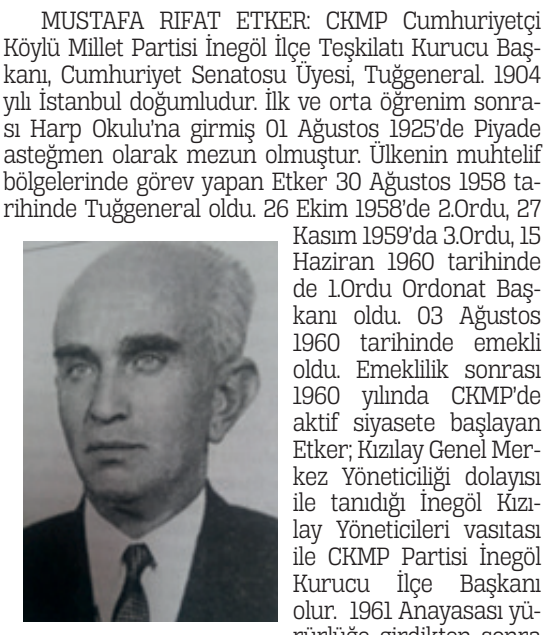 MUSTAFA RIFAT ETKER: CKMP Cumhuriyetçi
Köylü Millet Partisi İnegöl İlçe Teşkilatı Kurucu Baş-
kanı, Cumhuriyet Senatosu Üyesi, Tuğgeneral. 1904
yılı İstanbul doğumludur. İlk ve orta öğrenim sonra-
sı Harp Okulu'na girmiş 01 Ağustos 1925'de Piyade
asteğmen olarak mezun olmuştur. Ülkenin muhtelif
bölgelerinde görev yapan Etker 30 Ağustos 1958 ta-
rihinde Tuğgeneral oldu. 26 Ekim 1958'de 2.Ordu, 27
Kasım 1959'da 3.Ordu, 15
Haziran 1960 tarihinde
de 1.Ordu Ordonat Baş-
kanı oldu. 03 Ağustos
1960 tarihinde emekli
oldu. Emeklilik sonrası
1960 yılında CKMP'de
aktif siyasete başlayan
Etker; Kızılay Genel Mer-
kez Yöneticiliği dolayısı
ile tanıdığı İnegöl Kızı-
lay Yöneticileri vasıtası
ile CKMP Partisi İnegöl
Kurucu İlçe Başkanı
olur. 1961 Anayasası yü-
rürlüğe girdikten sonra